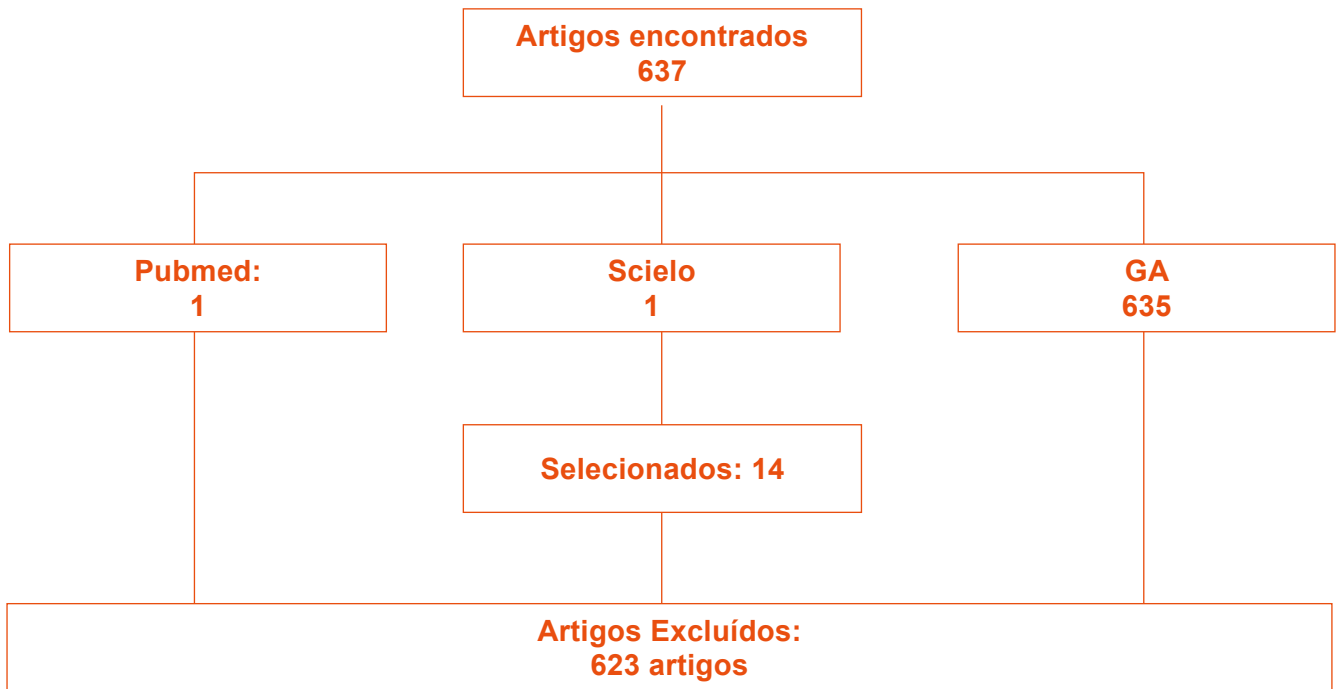 Artigos encontrados
637
Pubmed:
1
Scielo
1
GA
635
Selecionados: 14
Artigos Excluídos:
623 artigos